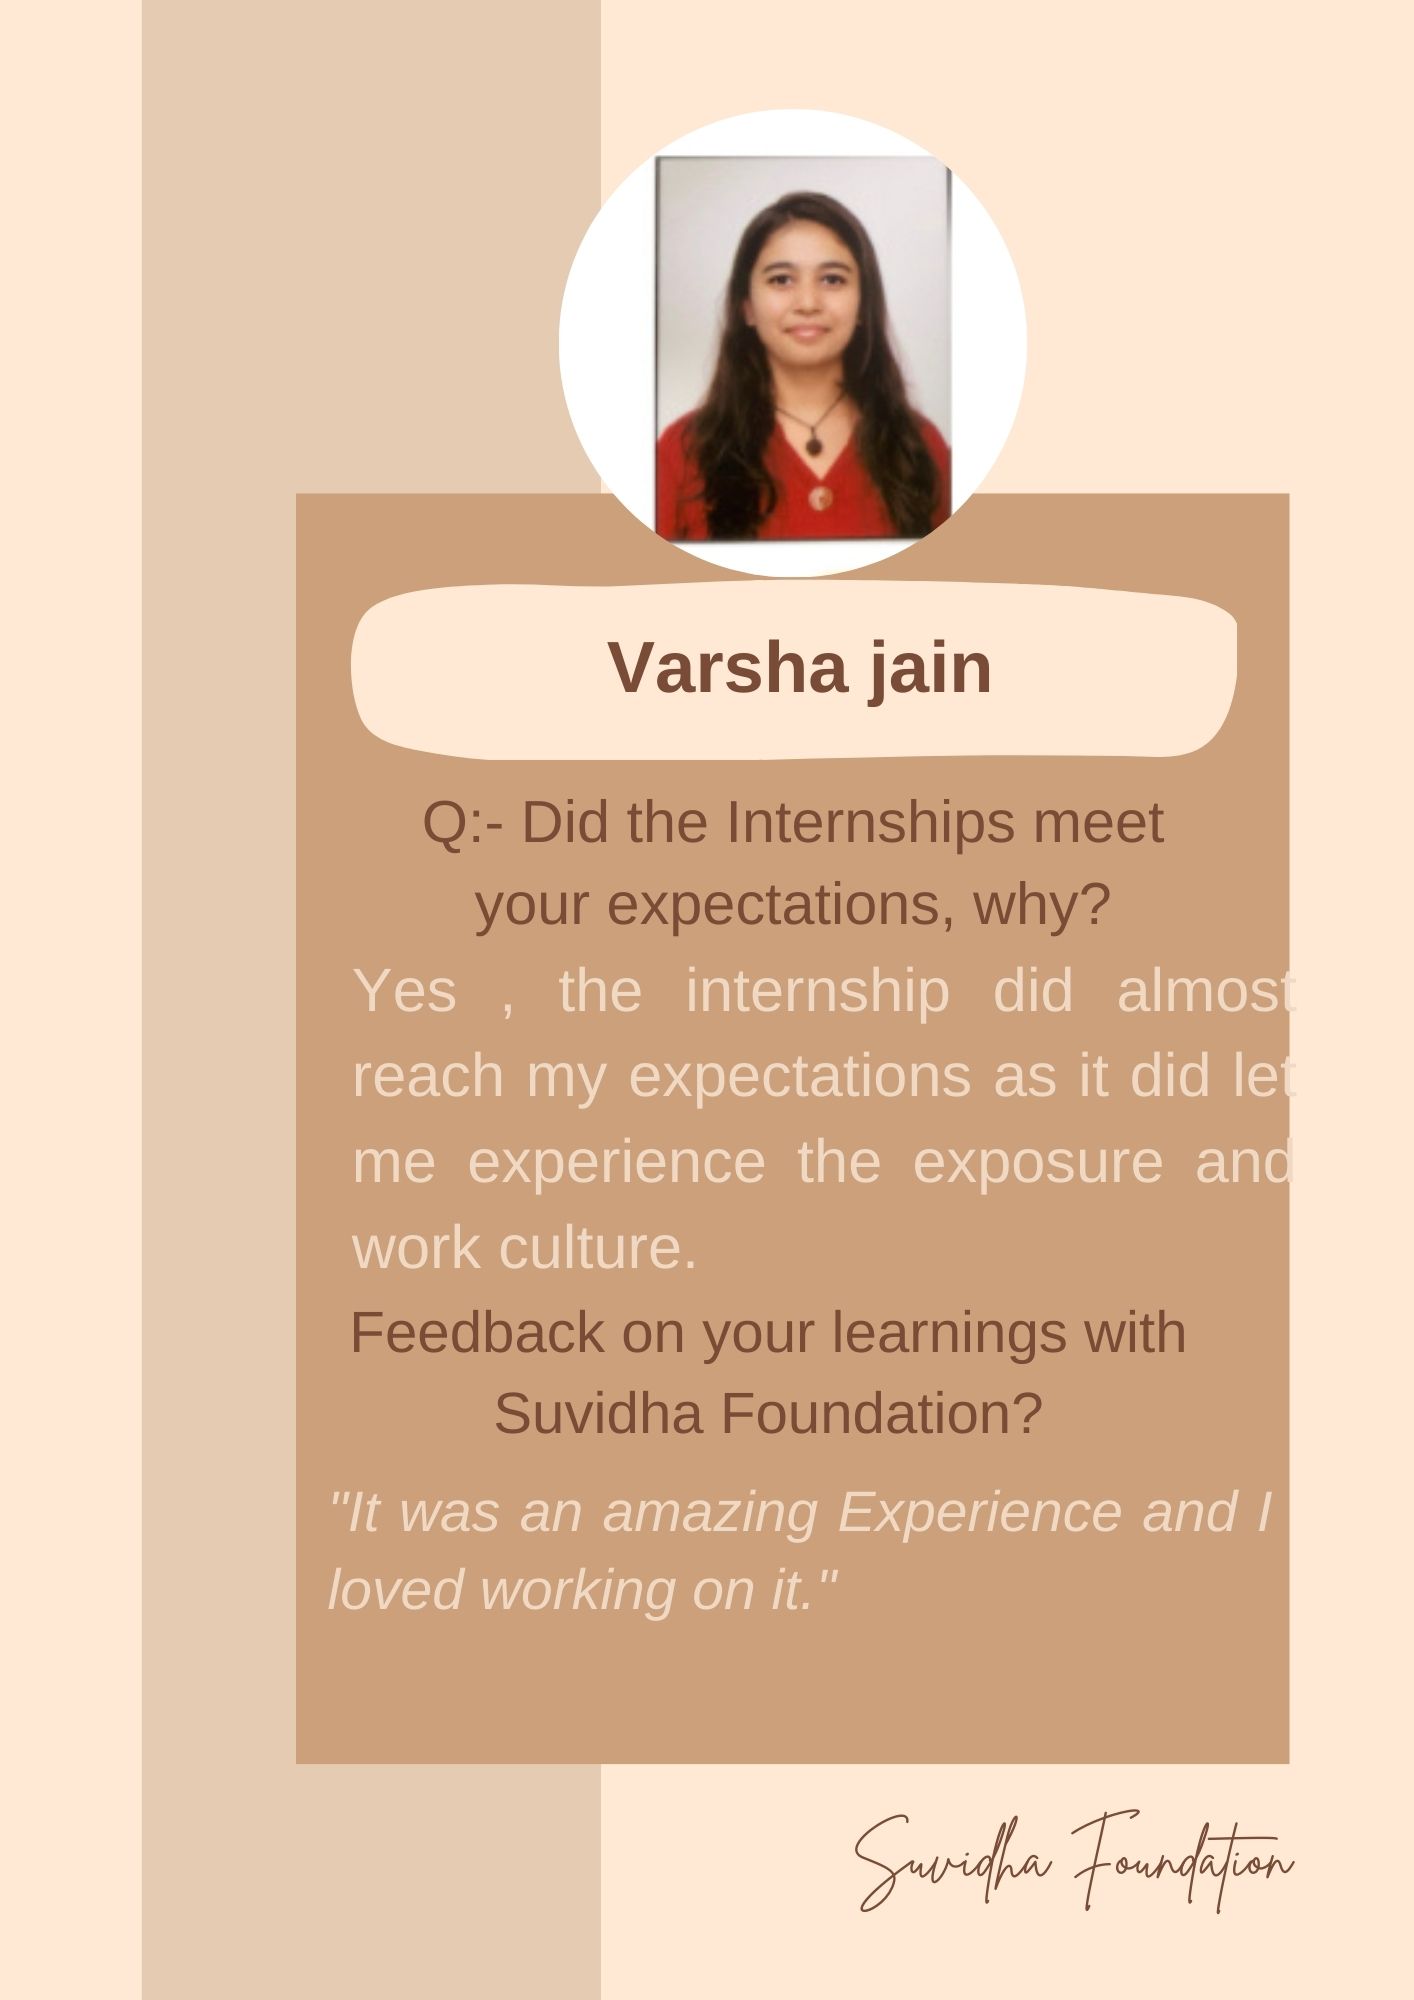 Varsha jain
Q:- Did the Internships meet
your expectations, why?
Yes , the internship did almost
reach my expectations as it did let
me experience the exposure and
work culture.
Feedback on your learnings with
Suvidha Foundation?
"It was an amazing Experience and I
loved working on it."
Suvidha Foundation